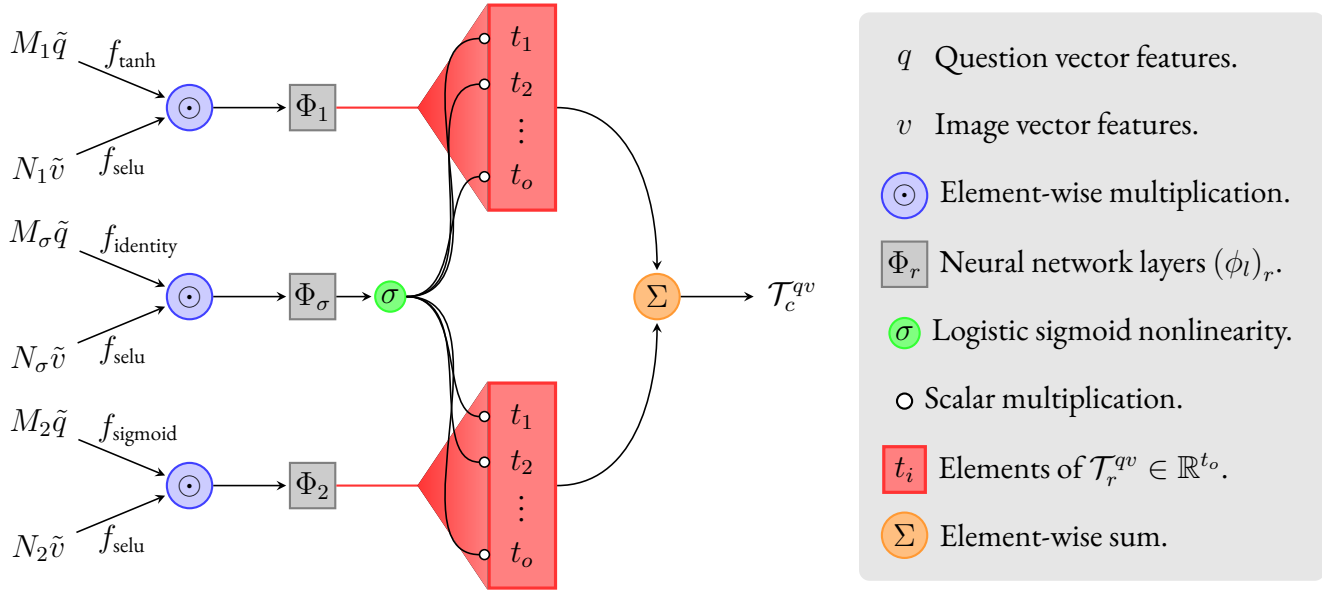 M₁q̃ f_tanh
⊙ Φ₁
N₁ṽ f_selu
t₁
t₂
⋮
tₒ
M_σq̃ f_identity
⊙ Φ_σ σ
N_σṽ f_selu
Σ 𝒯_c^{qv}
M₂q̃ f_sigmoid
⊙ Φ₂
N₂ṽ f_selu
t₁
t₂
⋮
tₒ
q Question vector features.
v Image vector features.
⊙ Element-wise multiplication.
Φ_r Neural network layers (ϕ_l)_r.
σ Logistic sigmoid nonlinearity.
Scalar multiplication.
t_i Elements of 𝒯_r^{qv} ∈ ℝ^{t_o}.
Σ Element-wise sum.